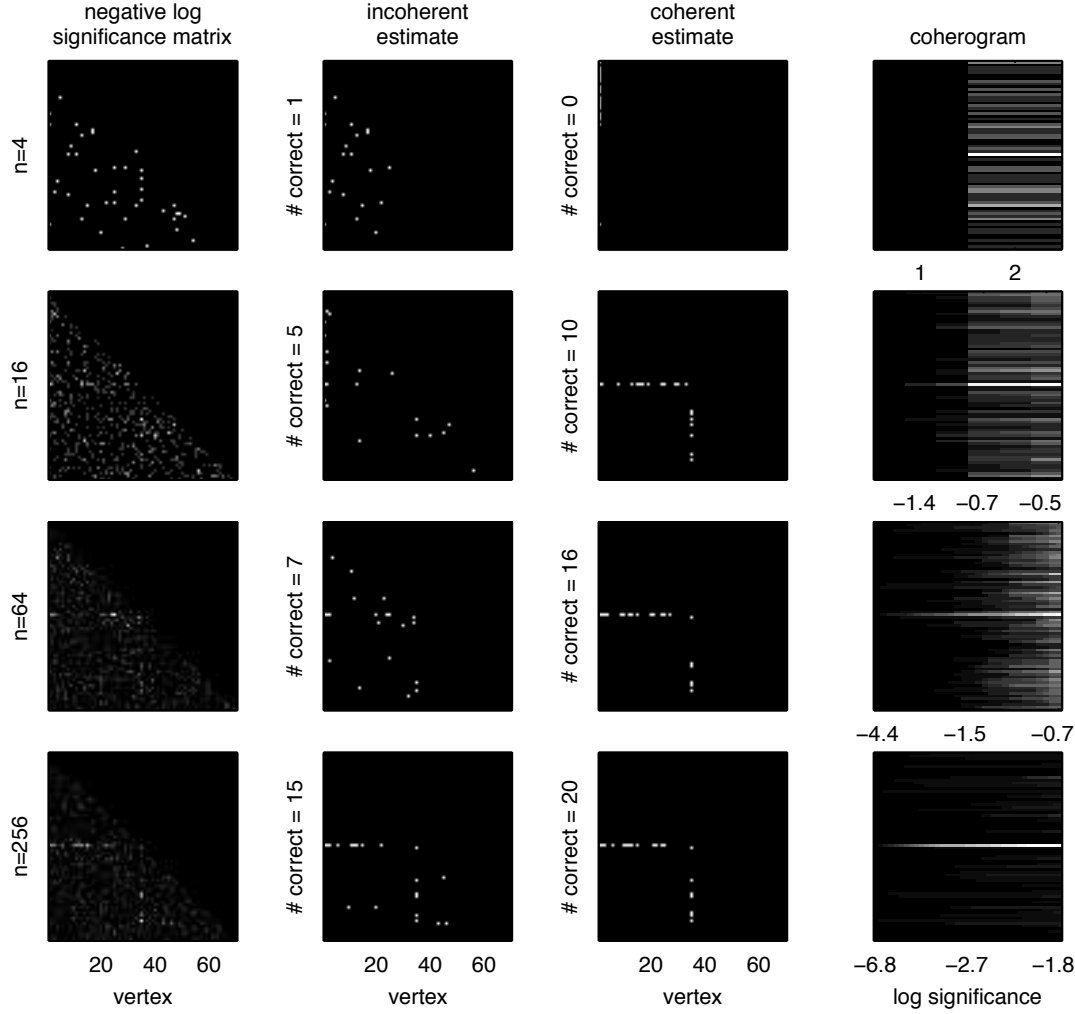 negative log
significance matrix
incoherent
estimate
coherent
estimate
coherogram
n=4
# correct = 1
# correct = 0
1 2
n=16
# correct = 5
# correct = 10
−1.4 −0.7 −0.5
n=64
# correct = 7
# correct = 16
−4.4 −1.5 −0.7
n=256
# correct = 15
# correct = 20
20 40 60
20 40 60
20 40 60
−6.8 −2.7 −1.8
vertex
vertex
vertex
log significance